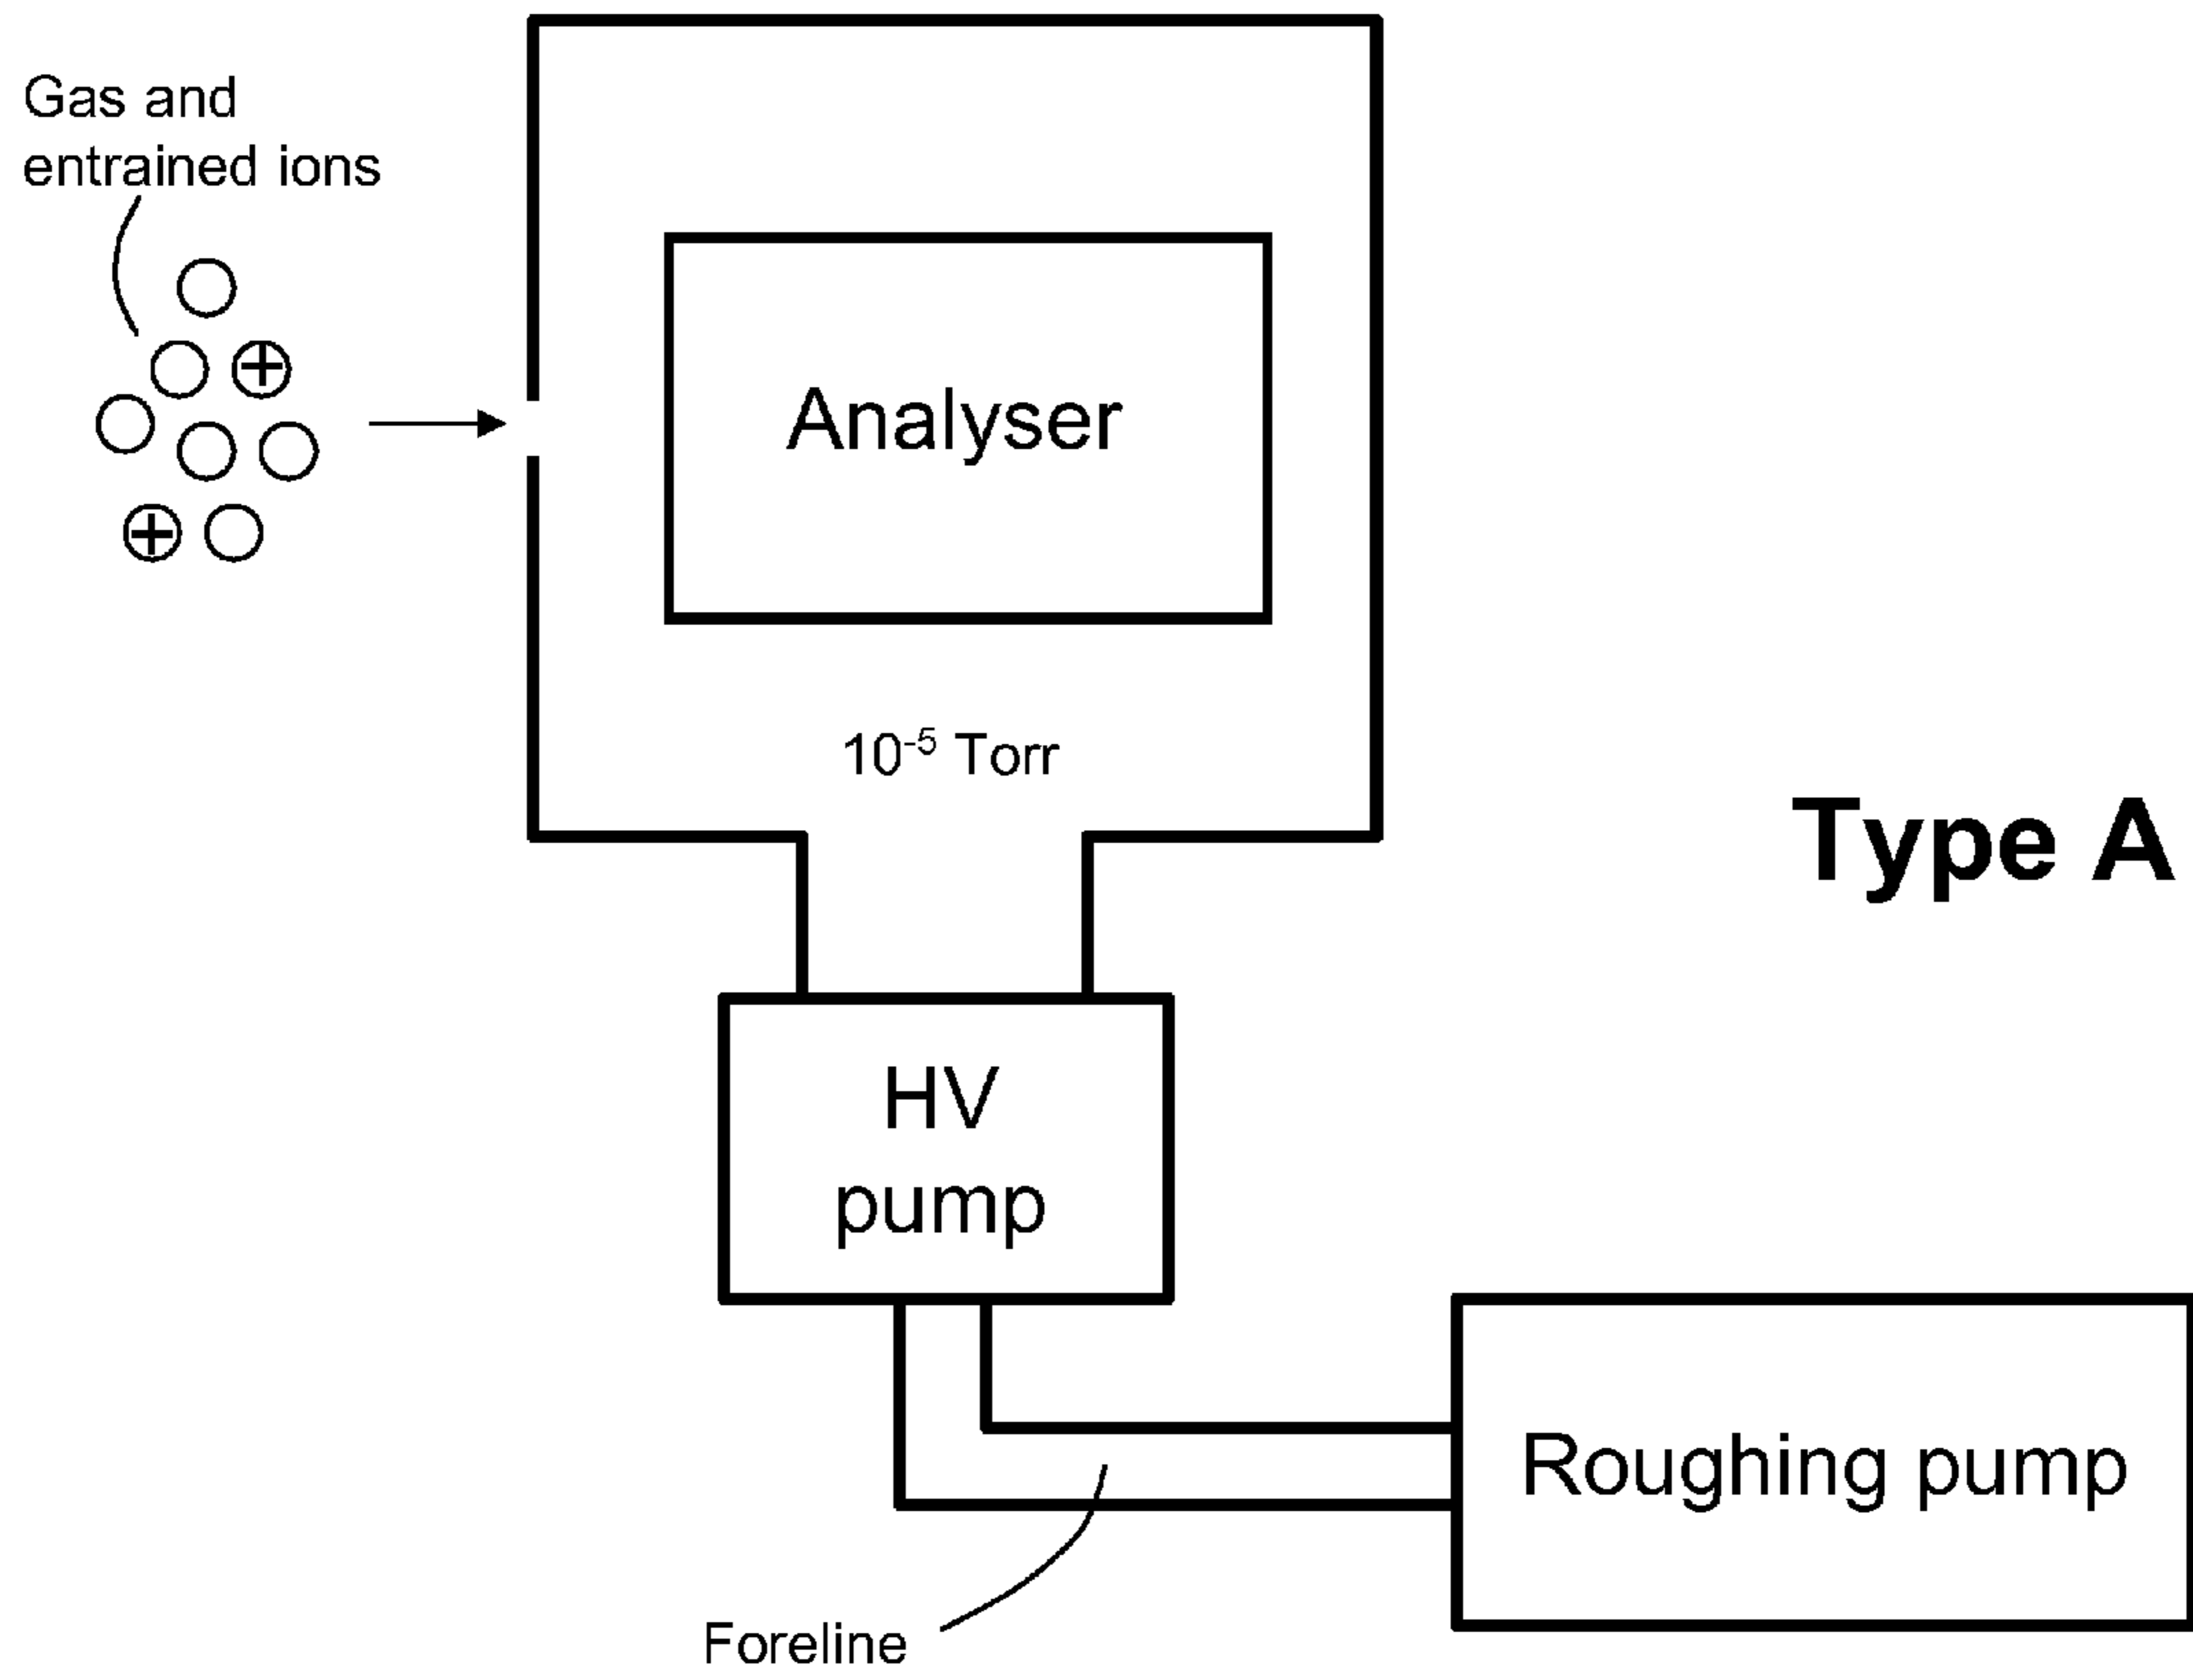 Gas and
entrained ions
Analyser
10⁻⁵ Torr
Type A
HV
pump
Roughing pump
Foreline